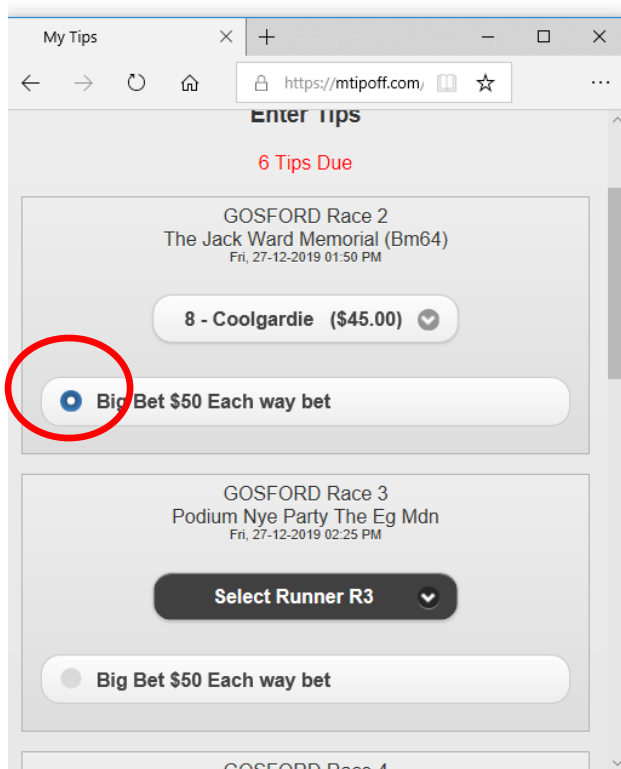 My Tips
https://mtipoff.com/
Enter Tips
6 Tips Due
GOSFORD Race 2
The Jack Ward Memorial (Bm64)
Fri, 27-12-2019 01:50 PM
8 - Coolgardie ($45.00)
Big Bet $50 Each way bet
GOSFORD Race 3
Podium Nye Party The Eg Mdn
Fri, 27-12-2019 02:25 PM
Select Runner R3
Big Bet $50 Each way bet
GOSFORD Race 4